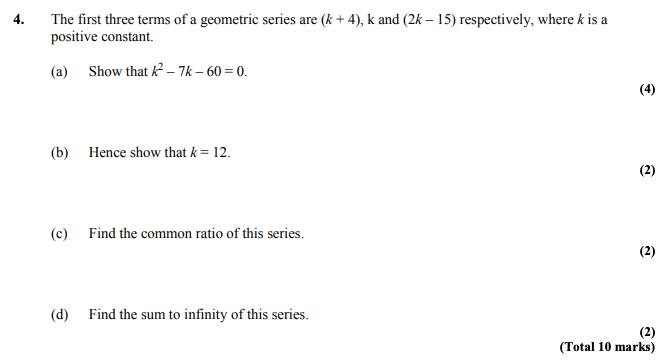 4. The first three terms of a geometric series are (k + 4), k and (2k – 15) respectively, where k is a
positive constant.
(a) Show that k² – 7k – 60 = 0.
(4)
(b) Hence show that k = 12.
(2)
(c) Find the common ratio of this series.
(2)
(d) Find the sum to infinity of this series.
(2)
(Total 10 marks)